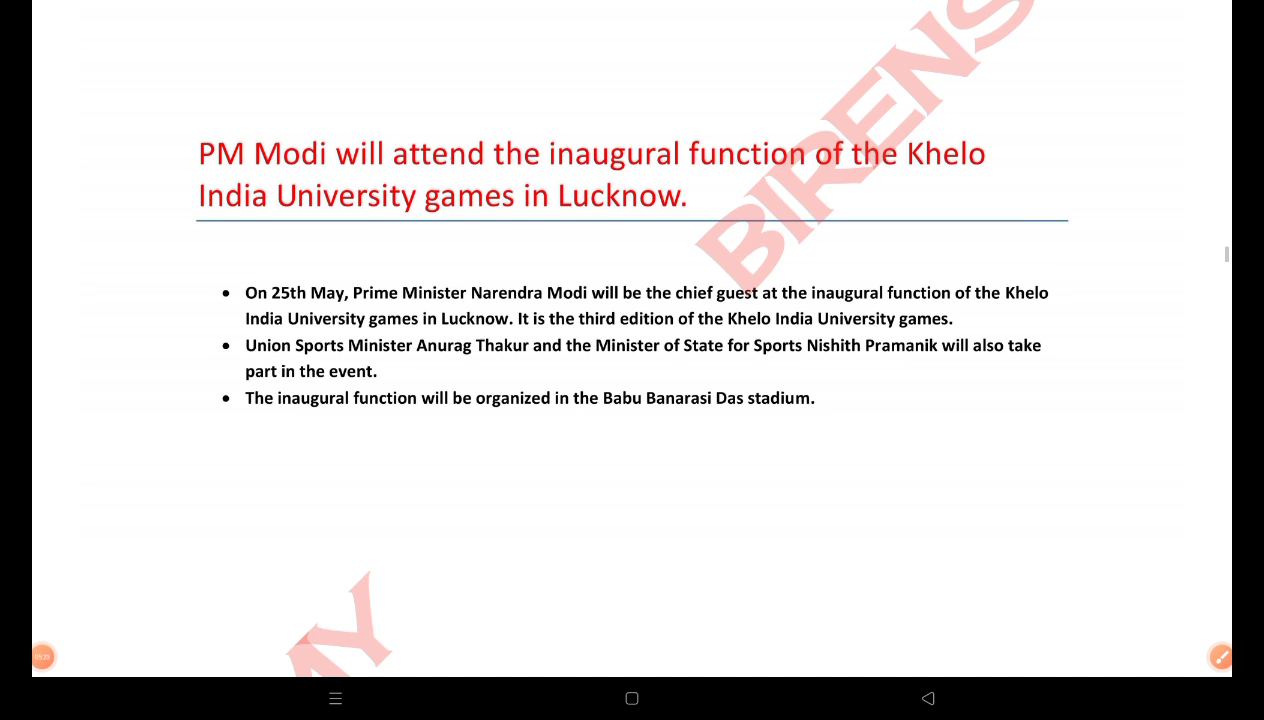 PM Modi will attend the inaugural function of the Khelo
India University games in Lucknow.
• On 25th May, Prime Minister Narendra Modi will be the chief guest at the inaugural function of the Khelo
India University games in Lucknow. It is the third edition of the Khelo India University games.
• Union Sports Minister Anurag Thakur and the Minister of State for Sports Nishith Pramanik will also take
part in the event.
• The inaugural function will be organized in the Babu Banarasi Das stadium.
BIRENS
MY